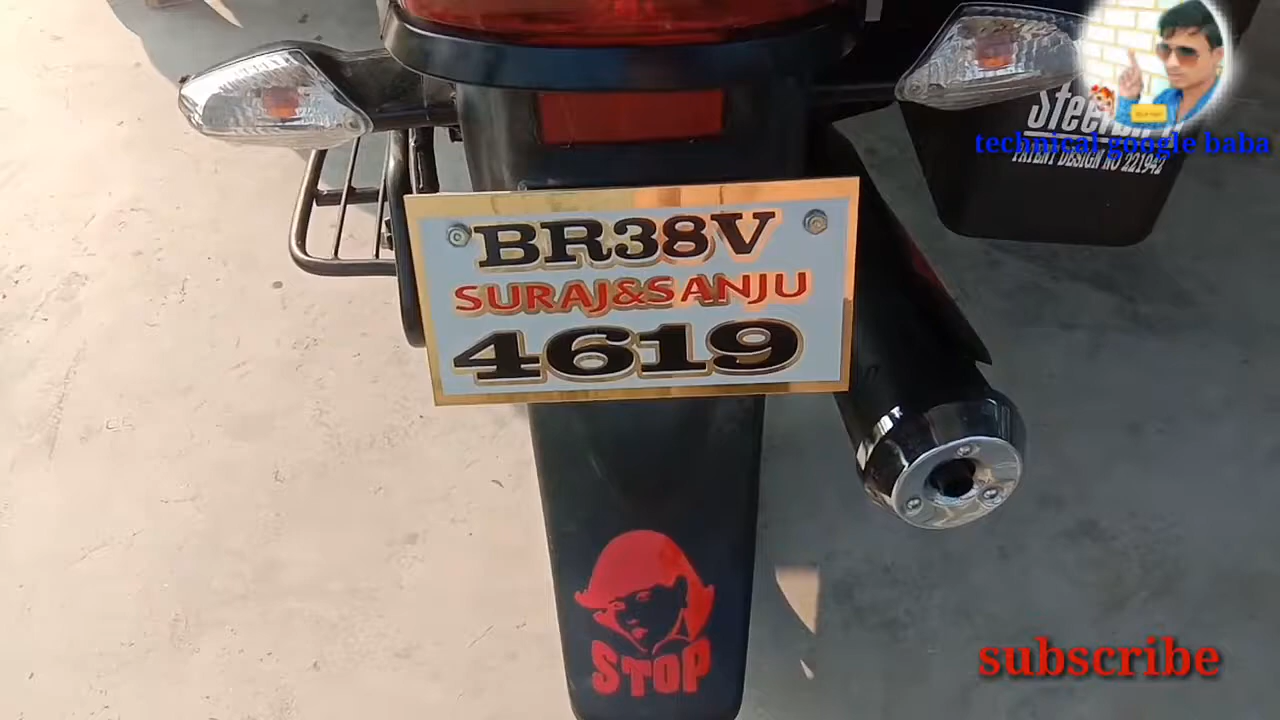 technical google baba
PATENT DESIGN NO 221942
BR38V
SURAJ&SANJU
4619
STOP
subscribe